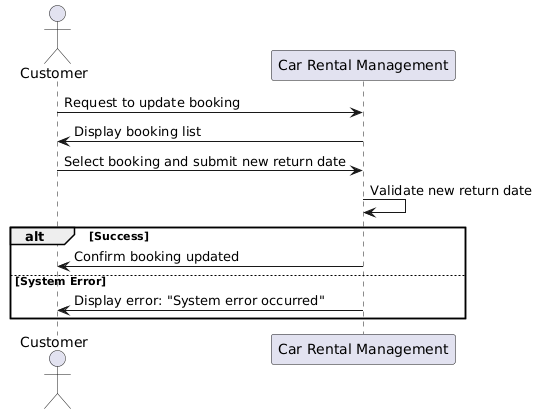 Customer
Car Rental Management
Request to update booking
Display booking list
Select booking and submit new return date
Validate new return date
alt [Success]
Confirm booking updated
[System Error]
Display error: "System error occurred"
Customer
Car Rental Management